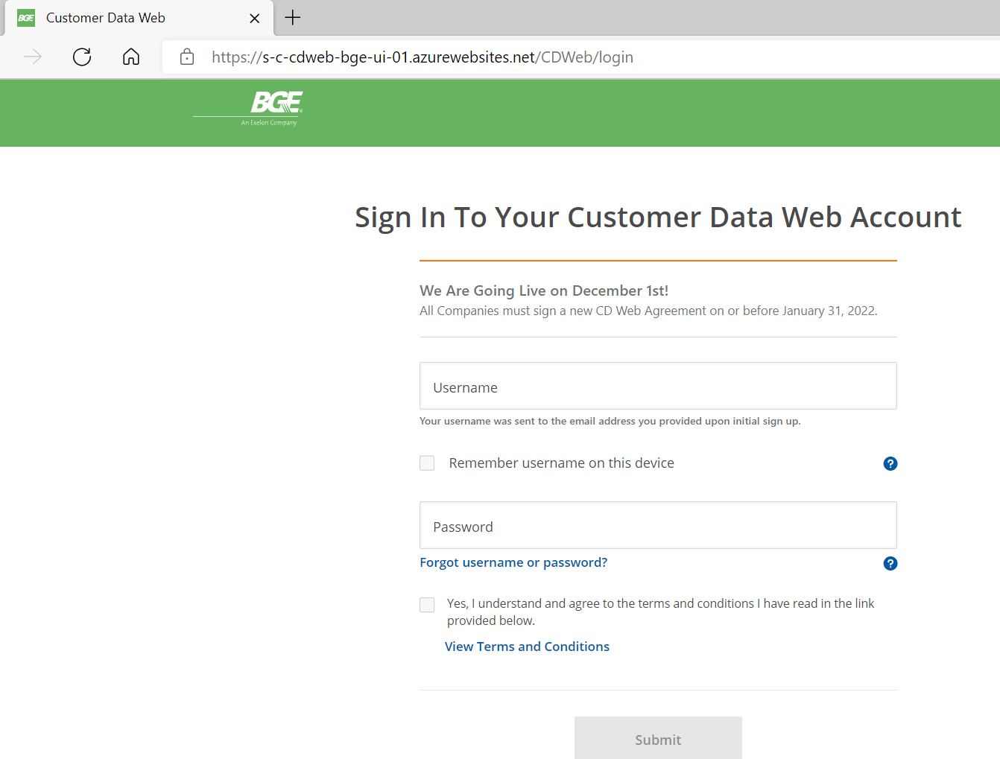 BGE Customer Data Web
https://s-c-cdweb-bge-ui-01.azurewebsites.net/CDWeb/login
BGE
An Exelon Company
Sign In To Your Customer Data Web Account
We Are Going Live on December 1st!
All Companies must sign a new CD Web Agreement on or before January 31, 2022.
Username
Your username was sent to the email address you provided upon initial sign up.
Remember username on this device ?
Password
Forgot username or password? ?
Yes, I understand and agree to the terms and conditions I have read in the link
provided below.
View Terms and Conditions
Submit